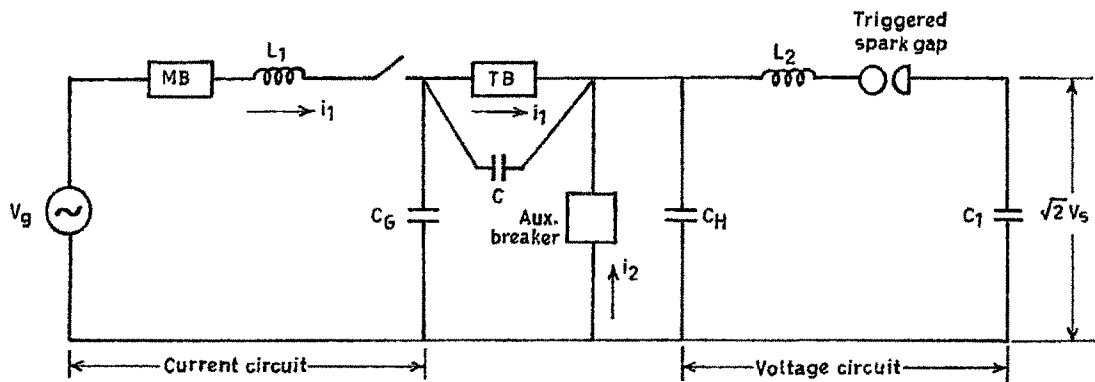 Triggered
spark gap
L1
L2
MB
TB
i1
i1
C
Vg
CG
Aux.
breaker
CH
C1
√2 Vs
i2
Current circuit
Voltage circuit